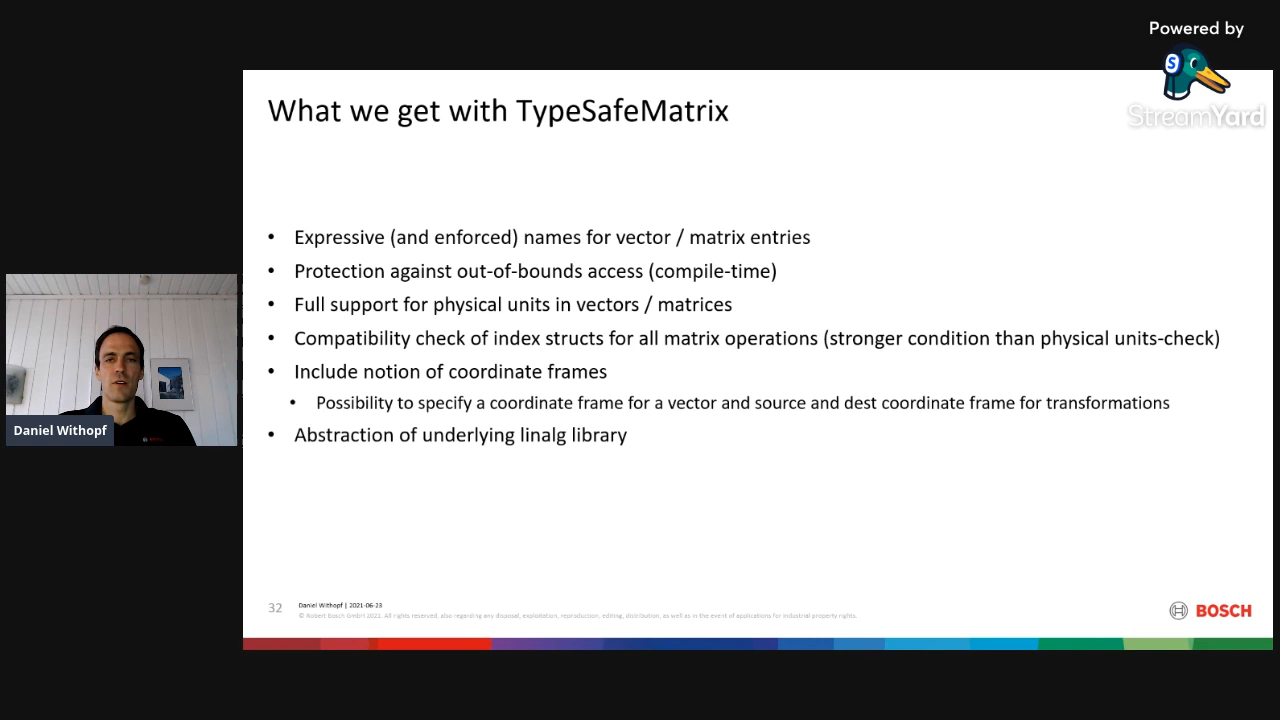 Powered by
S
StreamYard
What we get with TypeSafeMatrix
• Expressive (and enforced) names for vector / matrix entries
• Protection against out-of-bounds access (compile-time)
• Full support for physical units in vectors / matrices
• Compatibility check of index structs for all matrix operations (stronger condition than physical units-check)
• Include notion of coordinate frames
• Possibility to specify a coordinate frame for a vector and source and dest coordinate frame for transformations
• Abstraction of underlying linalg library
Daniel Withopf
32
Daniel Withopf | 2021-06-23
© Robert Bosch GmbH 2021. All rights reserved, also regarding any disposal, exploitation, reproduction, editing, distribution, as well as in the event of applications for industrial property rights.
BOSCH